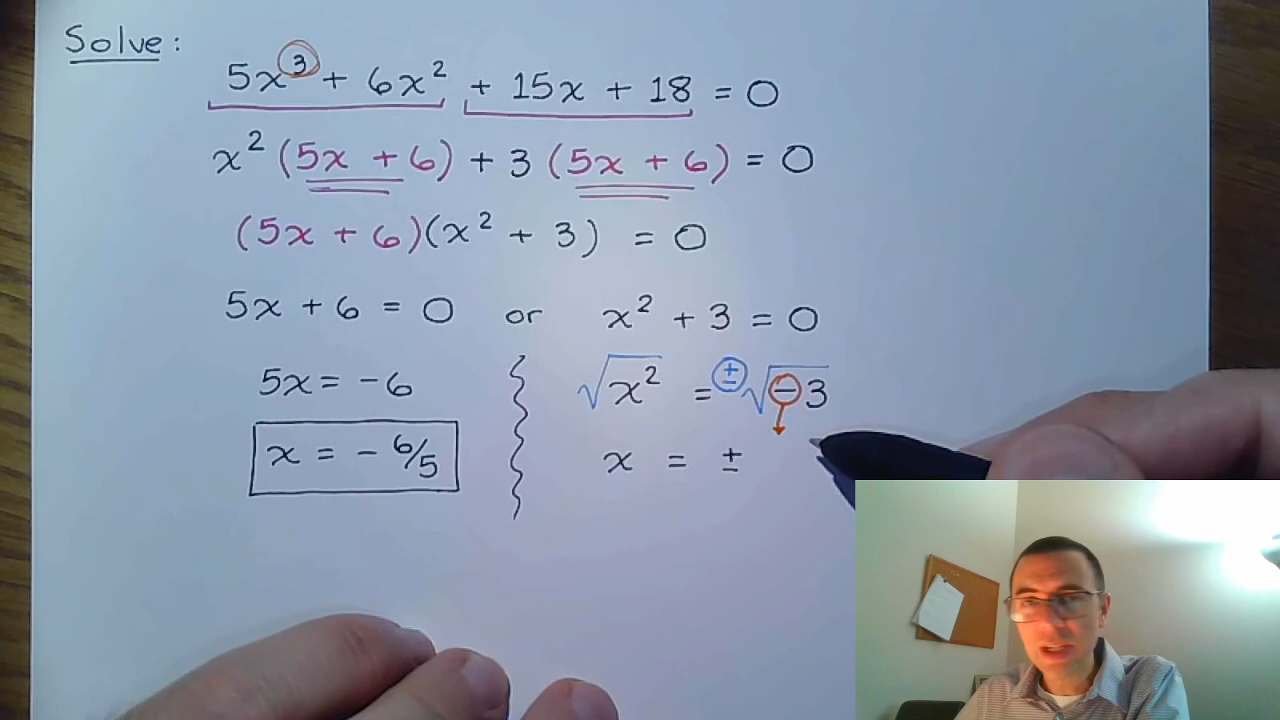 Solve:
5x³ + 6x² + 15x + 18 = 0
x² (5x + 6) + 3 (5x + 6) = 0
(5x + 6)(x² + 3) = 0
5x + 6 = 0 or x² + 3 = 0
5x = -6 √x² = ± √-3
x = - 6/5 x = ±